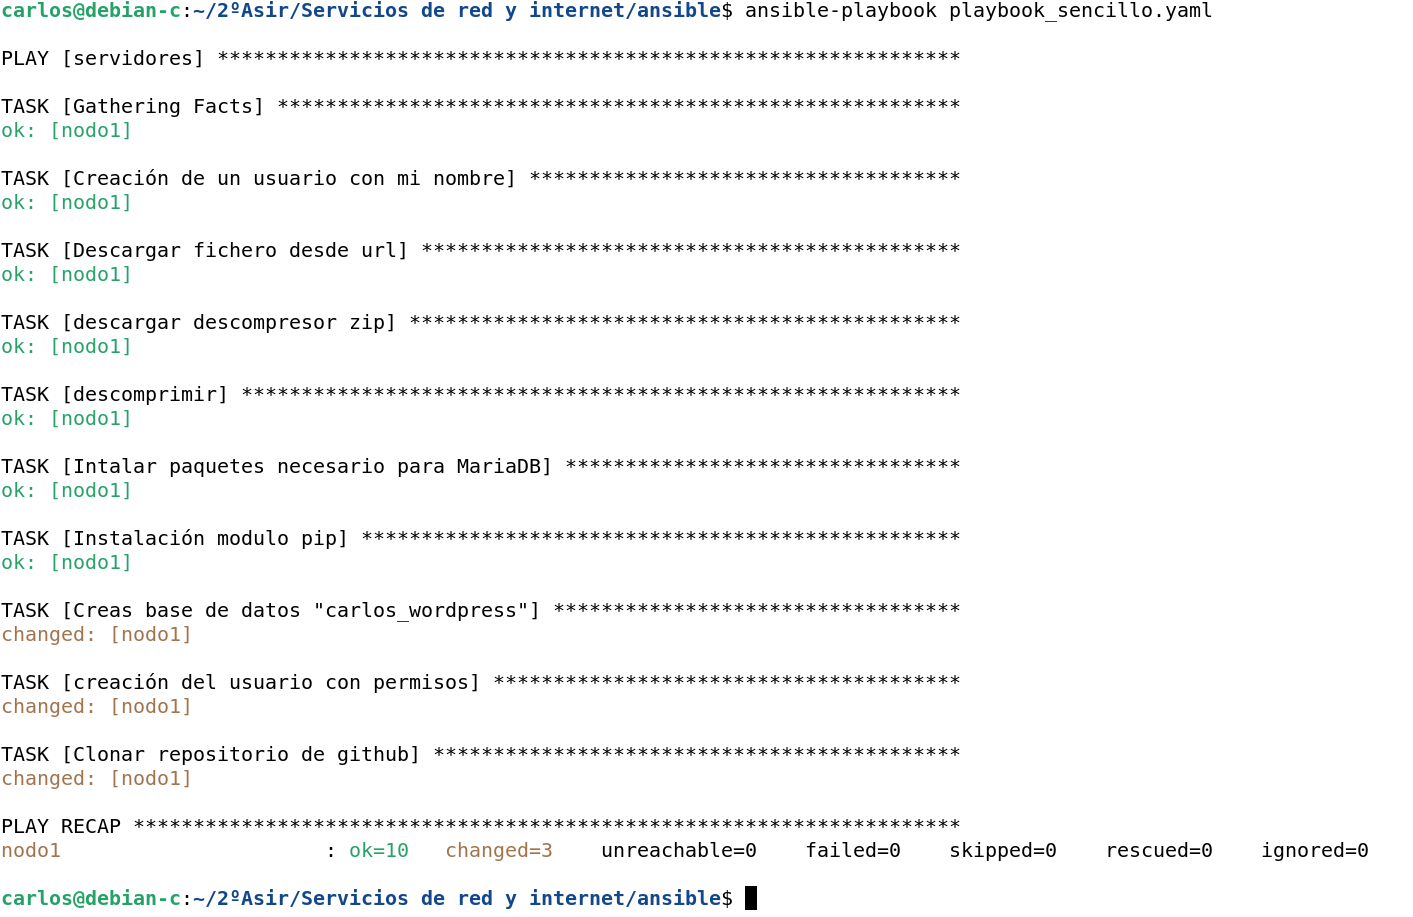 carlos@debian-c:~/2ºAsir/Servicios de red y internet/ansible$ ansible-playbook playbook_sencillo.yaml
PLAY [servidores] **************************************************************
TASK [Gathering Facts] *********************************************************
ok: [nodo1]
TASK [Creación de un usuario con mi nombre] ************************************
ok: [nodo1]
TASK [Descargar fichero desde url] *********************************************
ok: [nodo1]
TASK [descargar descompresor zip] **********************************************
ok: [nodo1]
TASK [descomprimir] ************************************************************
ok: [nodo1]
TASK [Intalar paquetes necesario para MariaDB] *********************************
ok: [nodo1]
TASK [Instalación modulo pip] **************************************************
ok: [nodo1]
TASK [Creas base de datos "carlos_wordpress"] **********************************
changed: [nodo1]
TASK [creación del usuario con permisos] ***************************************
changed: [nodo1]
TASK [Clonar repositorio de github] ********************************************
changed: [nodo1]
PLAY RECAP *********************************************************************
nodo1                      : ok=10   changed=3    unreachable=0    failed=0    skipped=0    rescued=0    ignored=0
carlos@debian-c:~/2ºAsir/Servicios de red y internet/ansible$